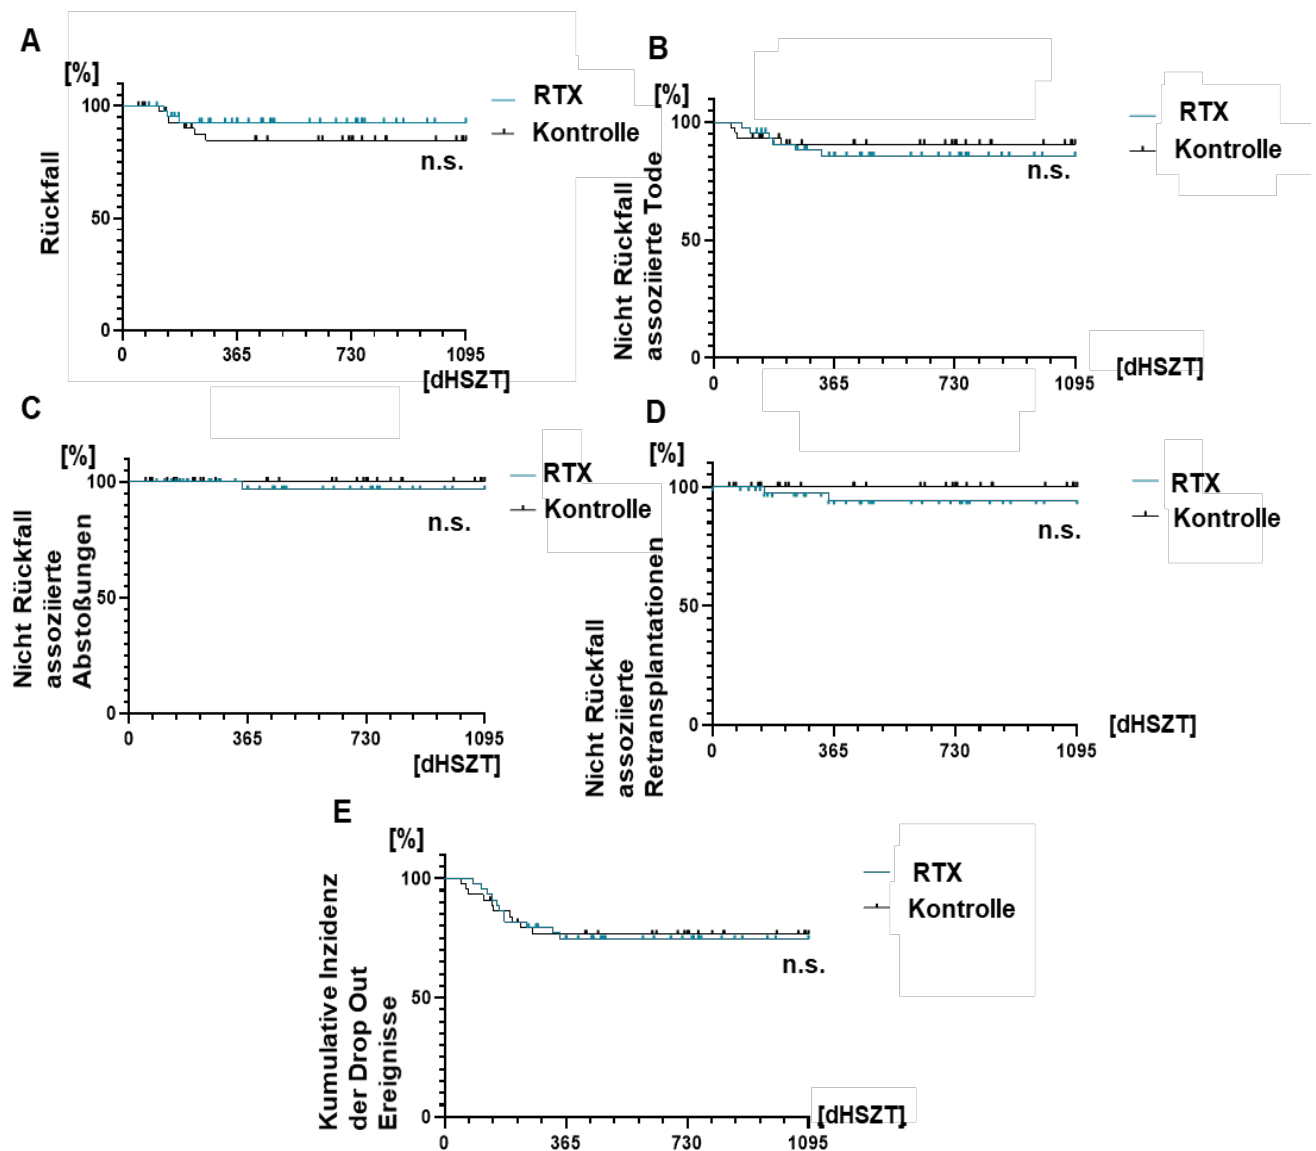 A
[%]
100
50
0
Rückfall
0 365 730 1095
[dHSZT]
RTX
Kontrolle
n.s.
B
[%]
100
50
0
Nicht Rückfall
assoziierte Tode
0 365 730 1095
[dHSZT]
RTX
Kontrolle
n.s.
C
[%]
100
50
0
Nicht Rückfall
assoziierte
Abstoßungen
0 365 730 1095
[dHSZT]
RTX
Kontrolle
n.s.
D
[%]
100
50
0
Nicht Rückfall
assoziierte
Retransplantationen
0 365 730 1095
[dHSZT]
RTX
Kontrolle
n.s.
E
[%]
100
50
0
Kumulative Inzidenz
der Drop Out
Ereignisse
0 365 730 1095
[dHSZT]
RTX
Kontrolle
n.s.